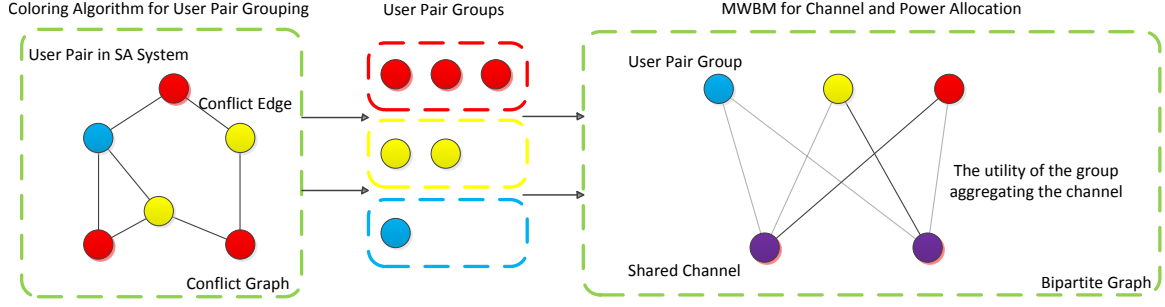 Coloring Algorithm for User Pair Grouping
User Pair Groups
MWBM for Channel and Power Allocation
User Pair in SA System
Conflict Edge
Conflict Graph
User Pair Group
The utility of the group
aggregating the channel
Shared Channel
Bipartite Graph